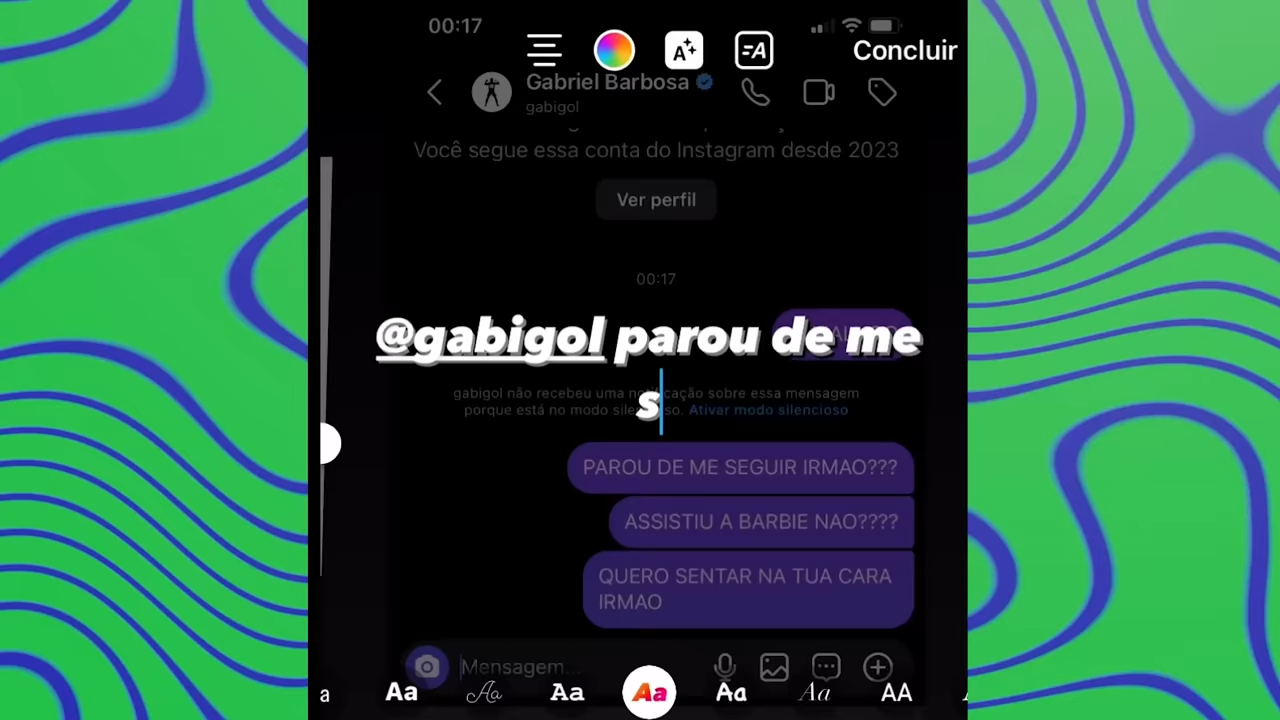 00:17
Concluir
Gabriel Barbosa
gabigol
Você segue essa conta do Instagram desde 2023
Ver perfil
00:17
@gabigol parou de me
s
gabigol não recebeu uma notificação sobre essa mensagem
porque está no modo silencioso. Ativar modo silencioso
PAROU DE ME SEGUIR IRMAO???
ASSISTIU A BARBIE NAO????
QUERO SENTAR NA TUA CARA
IRMAO
Mensagem...
a Aa Aa Aa Aa Aa Aa AA